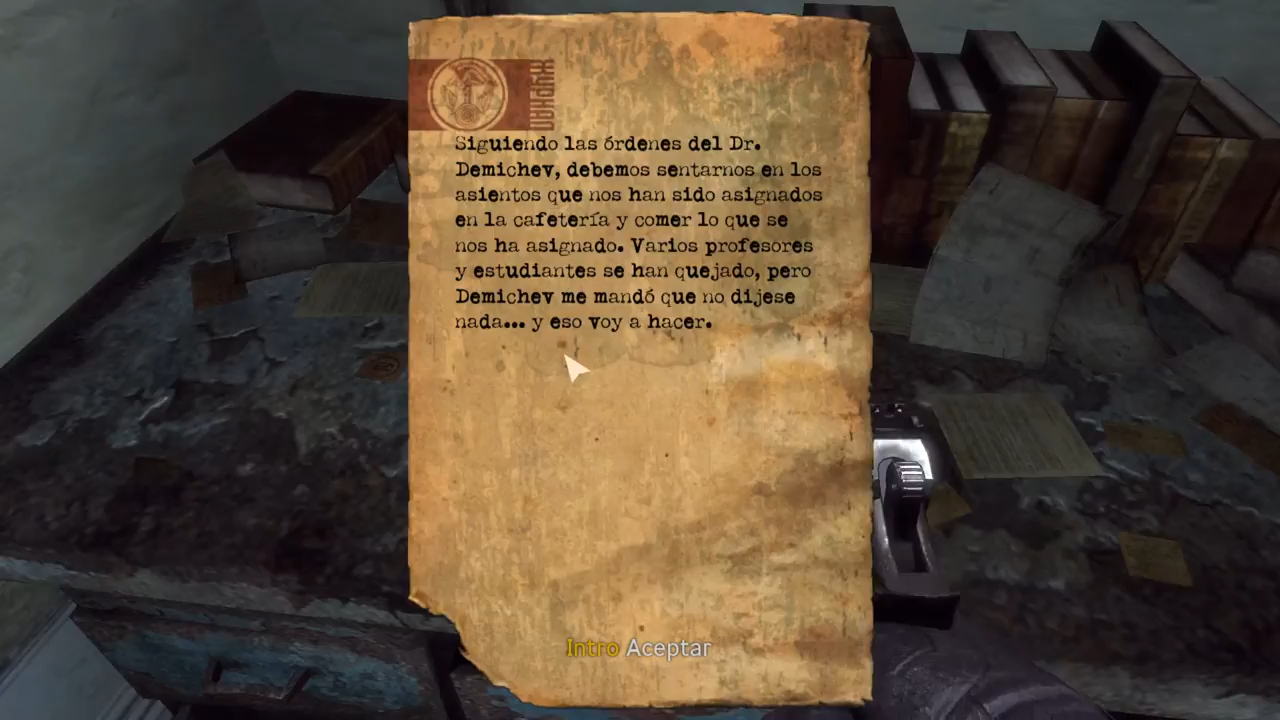 Siguiendo las órdenes del Dr.
Demichev, debemos sentarnos en los
asientos que nos han sido asignados
en la cafetería y comer lo que se
nos ha asignado. Varios profesores
y estudiantes se han quejado, pero
Demichev me mandó que no dijese
nada... y eso voy a hacer.
Intro Aceptar